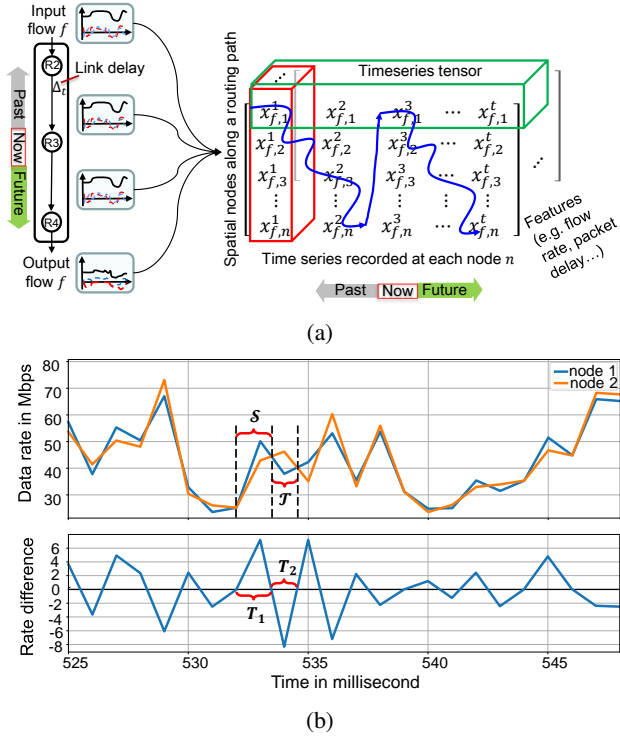 Input
flow f
R2
Link delay
Δt
R3
R4
Output
flow f
Past
Now
Future
Spatial nodes along a routing path
Timeseries tensor
x¹f,1 x²f,1 x³f,1 ⋯ xᵗf,1
x¹f,2 x²f,2 x³f,2 ⋯ xᵗf,2
x¹f,3 x²f,3 x³f,3 ⋯ xᵗf,3
⋮ ⋮ ⋮ ⋮
x¹f,n x²f,n x³f,n ⋯ xᵗf,n
Time series recorded at each node n
Features
(e.g. flow
rate, packet
delay…)
Past Now Future
(a)
Data rate in Mbps
80
70
60
50
40
30
node 1
node 2
S
T
Rate difference
6
4
2
0
-2
-4
-6
-8
T₂
T₁
525 530 535 540 545
Time in millisecond
(b)